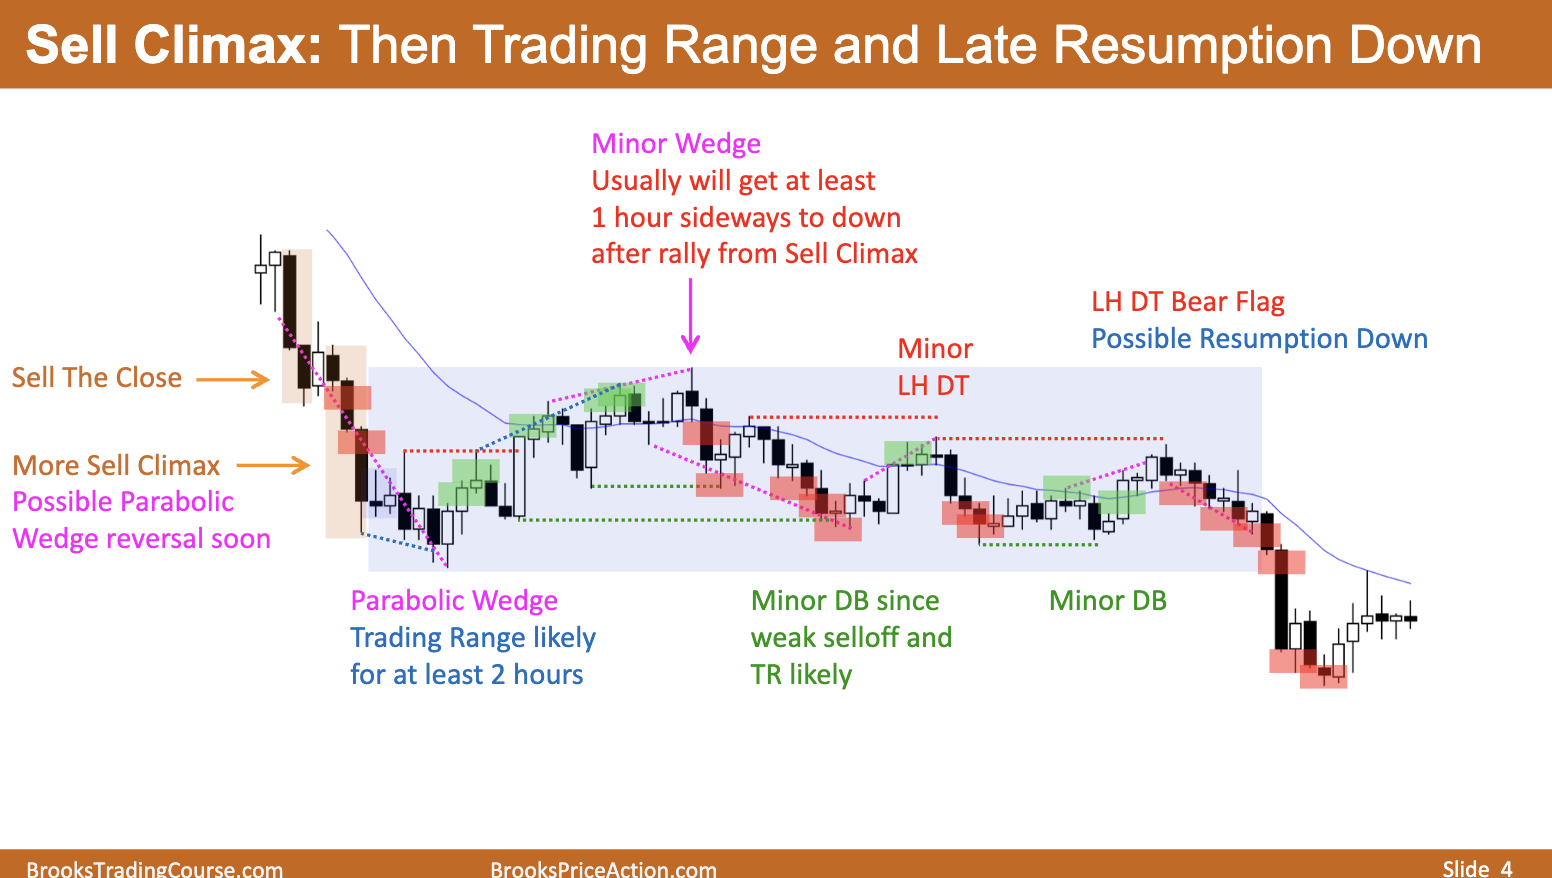 Sell Climax: Then Trading Range and Late Resumption Down
Minor Wedge
Usually will get at least
1 hour sideways to down
after rally from Sell Climax
LH DT Bear Flag
Possible Resumption Down
Minor
LH DT
Sell The Close
More Sell Climax
Possible Parabolic
Wedge reversal soon
Parabolic Wedge
Trading Range likely
for at least 2 hours
Minor DB since
weak selloff and
TR likely
Minor DB
BrooksTradingCourse.com
BrooksPriceAction.com
Slide 4